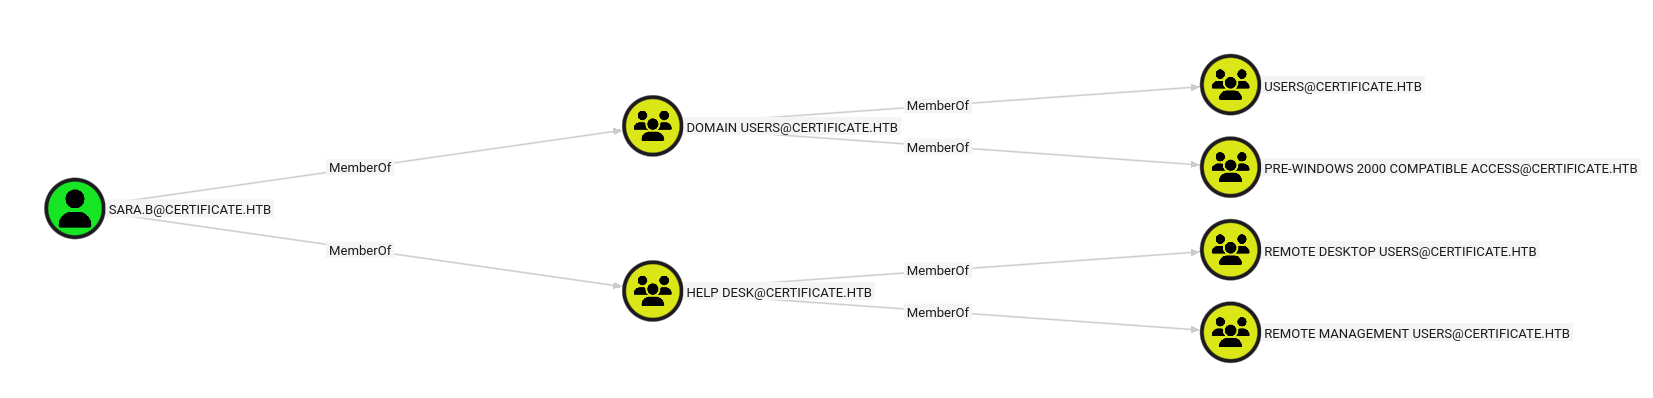 USERS@CERTIFICATE.HTB
MemberOf
DOMAIN USERS@CERTIFICATE.HTB
MemberOf
MemberOf
PRE-WINDOWS 2000 COMPATIBLE ACCESS@CERTIFICATE.HTB
SARA.B@CERTIFICATE.HTB
MemberOf
REMOTE DESKTOP USERS@CERTIFICATE.HTB
MemberOf
HELP DESK@CERTIFICATE.HTB
MemberOf
REMOTE MANAGEMENT USERS@CERTIFICATE.HTB